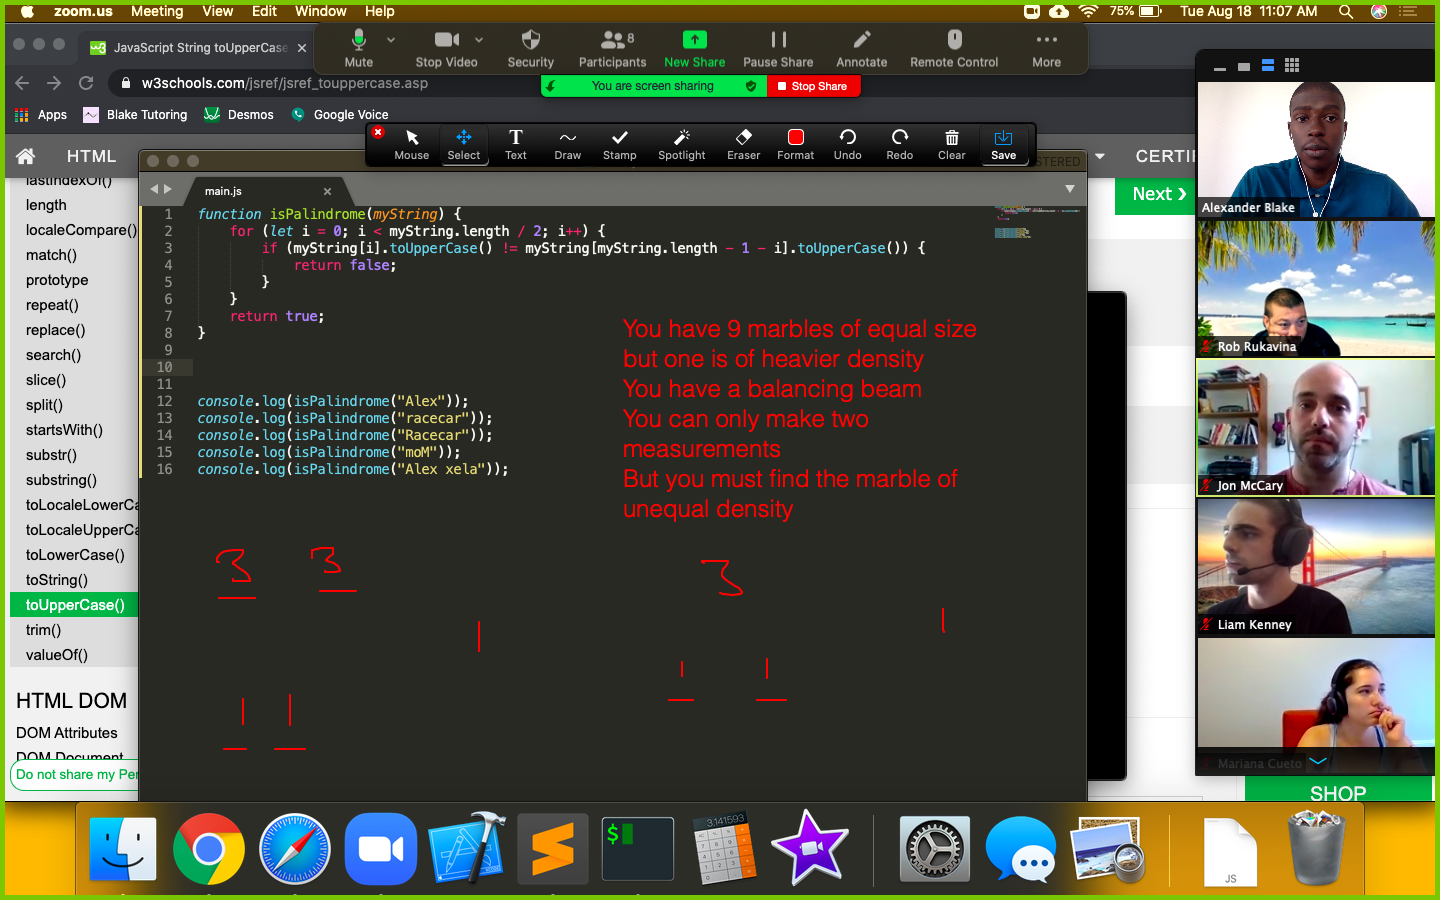 zoom.us Meeting View Edit Window Help
75% Tue Aug 18 11:07 AM
JavaScript String toUpperCase
Mute Stop Video Security Participants 8 New Share Pause Share Annotate Remote Control More
w3schools.com/jsref/jsref_touppercase.asp
You are screen sharing Stop Share
Apps Blake Tutoring Desmos Google Voice
Mouse Select Text Draw Stamp Spotlight Eraser Format Undo Redo Clear Save
HTML
STERED
CERTI
Next ❯
main.js
lastIndexOf()
length
localeCompare()
match()
prototype
repeat()
replace()
search()
slice()
split()
startsWith()
substr()
substring()
toLocaleLowerCa
toLocaleUpperCa
toLowerCase()
toString()
toUpperCase()
trim()
valueOf()
HTML DOM
DOM Attributes
DOM Document
Do not share my Per
1 function isPalindrome(myString) {
2 for (let i = 0; i < myString.length / 2; i++) {
3 if (myString[i].toUpperCase() != myString[myString.length - 1 - i].toUpperCase()) {
4 return false;
5 }
6 }
7 return true;
8 }
9
10
11
12 console.log(isPalindrome("Alex"));
13 console.log(isPalindrome("racecar"));
14 console.log(isPalindrome("Racecar"));
15 console.log(isPalindrome("moM"));
16 console.log(isPalindrome("Alex xela"));
You have 9 marbles of equal size
but one is of heavier density
You have a balancing beam
You can only make two
measurements
But you must find the marble of
unequal density
3 3 3
1 1
1 1
1 1
Alexander Blake
Rob Rukavina
Jon McCary
Liam Kenney
Mariana Cueto
SHOP
3.141593
$
JS